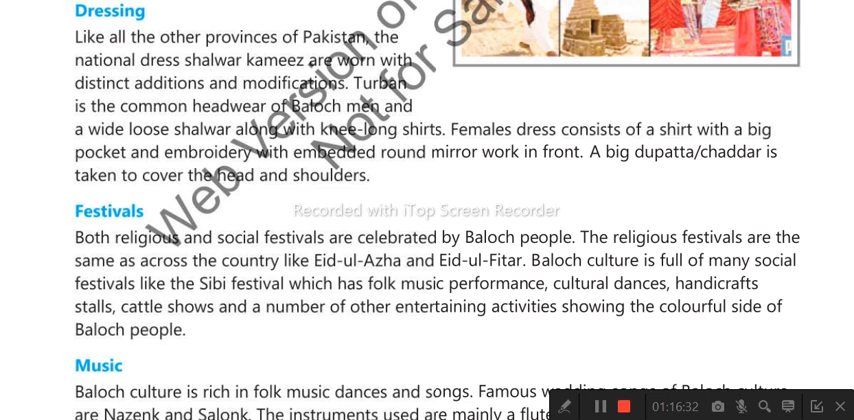 Dressing
Like all the other provinces of Pakistan, the
national dress shalwar kameez are worn with
distinct additions and modifications. Turban
is the common headwear of Baloch men and
a wide loose shalwar along with knee-long shirts. Females dress consists of a shirt with a big
pocket and embroidery with embedded round mirror work in front. A big dupatta/chaddar is
taken to cover the head and shoulders.
Web Version of
Not for Sa
Festivals
Recorded with iTop Screen Recorder
Both religious and social festivals are celebrated by Baloch people. The religious festivals are the
same as across the country like Eid-ul-Azha and Eid-ul-Fitar. Baloch culture is full of many social
festivals like the Sibi festival which has folk music performance, cultural dances, handicrafts
stalls, cattle shows and a number of other entertaining activities showing the colourful side of
Baloch people.
Music
Baloch culture is rich in folk music dances and songs. Famous wedding songs of Baloch culture
are Nazenk and Salonk. The instruments used are mainly a flute
01:16:32